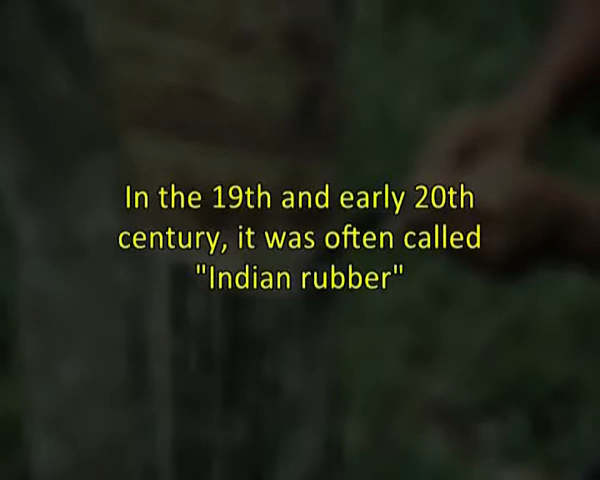 In the 19th and early 20th
century, it was often called
"Indian rubber"